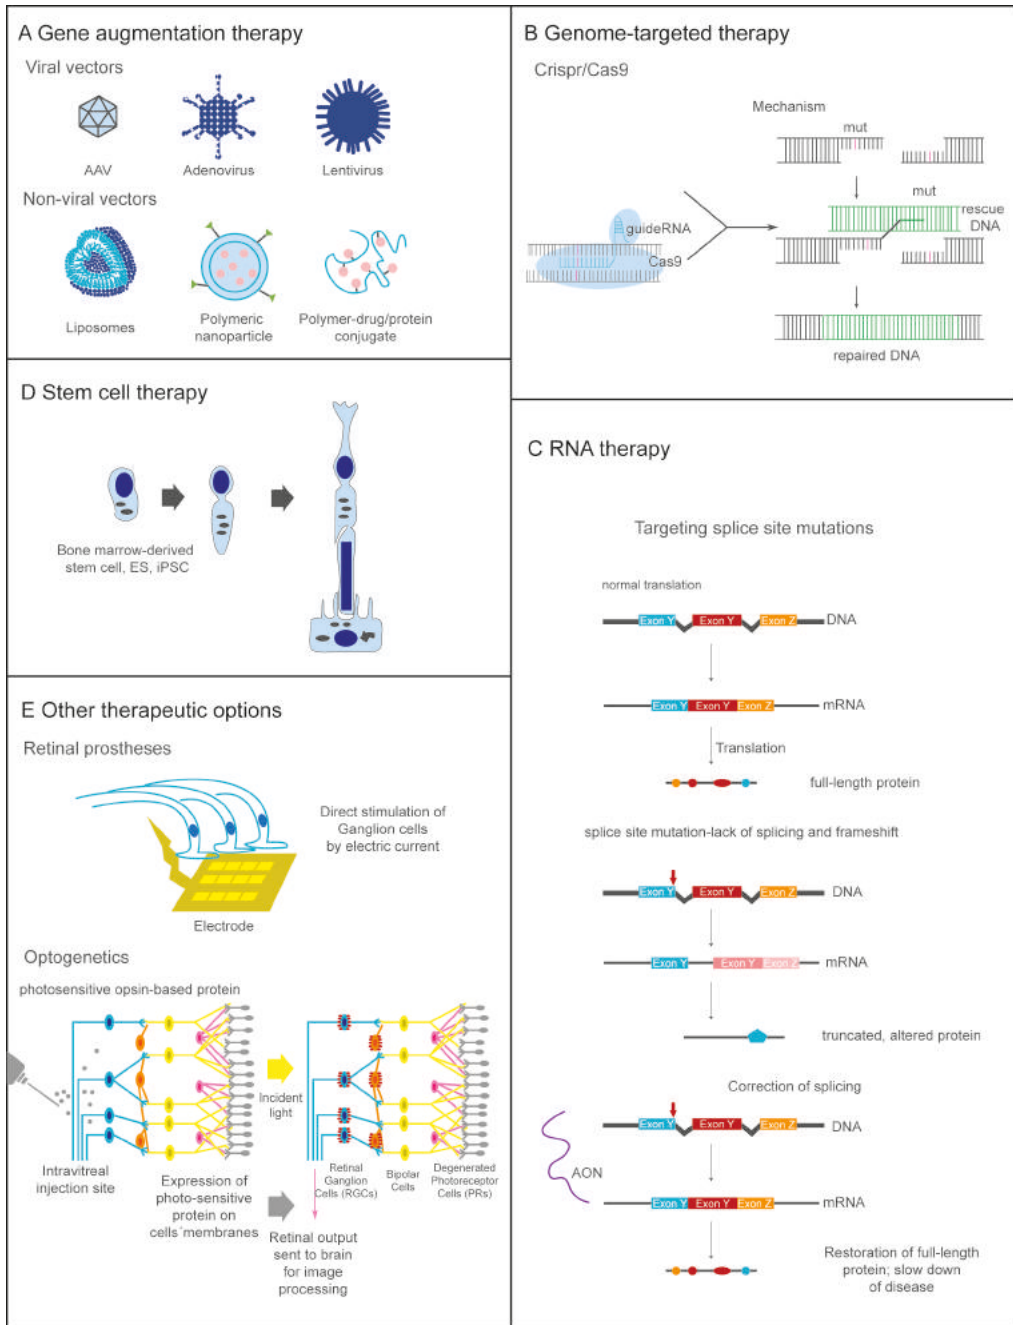 A Gene augmentation therapy
Viral vectors
AAV
Adenovirus
Lentivirus
Non-viral vectors
Liposomes
Polymeric
nanoparticle
Polymer-drug/protein
conjugate
B Genome-targeted therapy
Crispr/Cas9
Mechanism
mut
mut
rescue
DNA
guideRNA
Cas9
repaired DNA
D Stem cell therapy
Bone marrow-derived
stem cell, ES, iPSC
C RNA therapy
Targeting splice site mutations
normal translation
Exon Y
Exon Y
Exon Z
DNA
Exon Y
Exon Y
Exon Z
mRNA
Translation
full-length protein
splice site mutation-lack of splicing and frameshift
Exon Y
Exon Y
Exon Z
DNA
Exon Y
Exon Y
Exon Z
mRNA
truncated, altered protein
Correction of splicing
Exon Y
Exon Y
Exon Z
DNA
AON
Exon Y
Exon Y
Exon Z
mRNA
Restoration of full-length
protein; slow down
of disease
E Other therapeutic options
Retinal prostheses
Direct stimulation of
Ganglion cells
by electric current
Electrode
Optogenetics
photosensitive opsin-based protein
Incident
light
Intravitreal
injection site
Expression of
photo-sensitive
protein on
cells´membranes
Retinal
Ganglion
Cells (RGCs)
Bipolar
Cells
Degenerated
Photoreceptor
Cells (PRs)
Retinal output
sent to brain
for image
processing